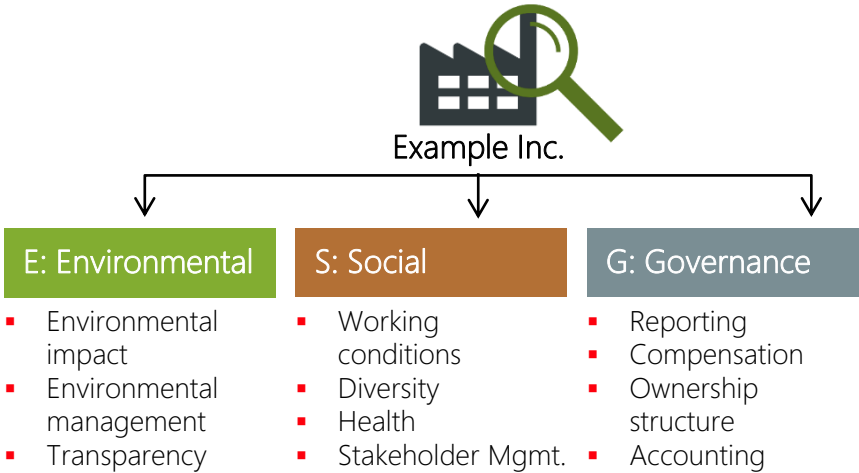 Example Inc.
E: Environmental
Environmental
impact
Environmental
management
Transparency
S: Social
Working
conditions
Diversity
Health
Stakeholder Mgmt.
G: Governance
Reporting
Compensation
Ownership
structure
Accounting